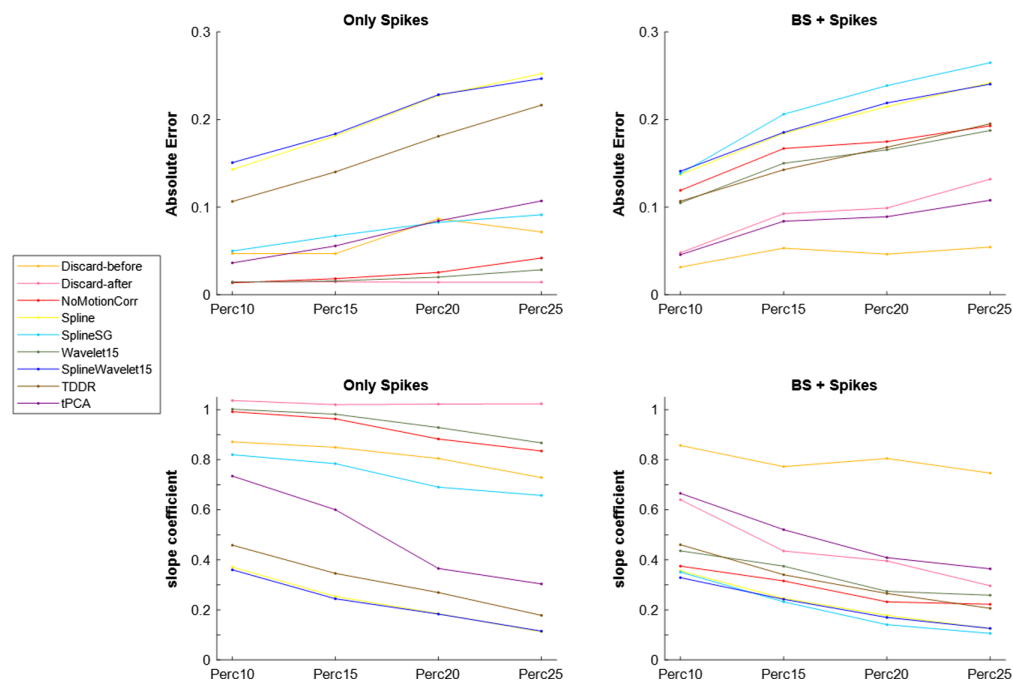 Only Spikes
BS + Spikes
0.3
0.2
0.1
0
Absolute Error
Perc10 Perc15 Perc20 Perc25
0.3
0.2
0.1
0
Absolute Error
Perc10 Perc15 Perc20 Perc25
Discard-before
Discard-after
NoMotionCorr
Spline
SplineSG
Wavelet15
SplineWavelet15
TDDR
tPCA
Only Spikes
BS + Spikes
1
0.8
0.6
0.4
0.2
0
slope coefficient
Perc10 Perc15 Perc20 Perc25
1
0.8
0.6
0.4
0.2
0
slope coefficient
Perc10 Perc15 Perc20 Perc25